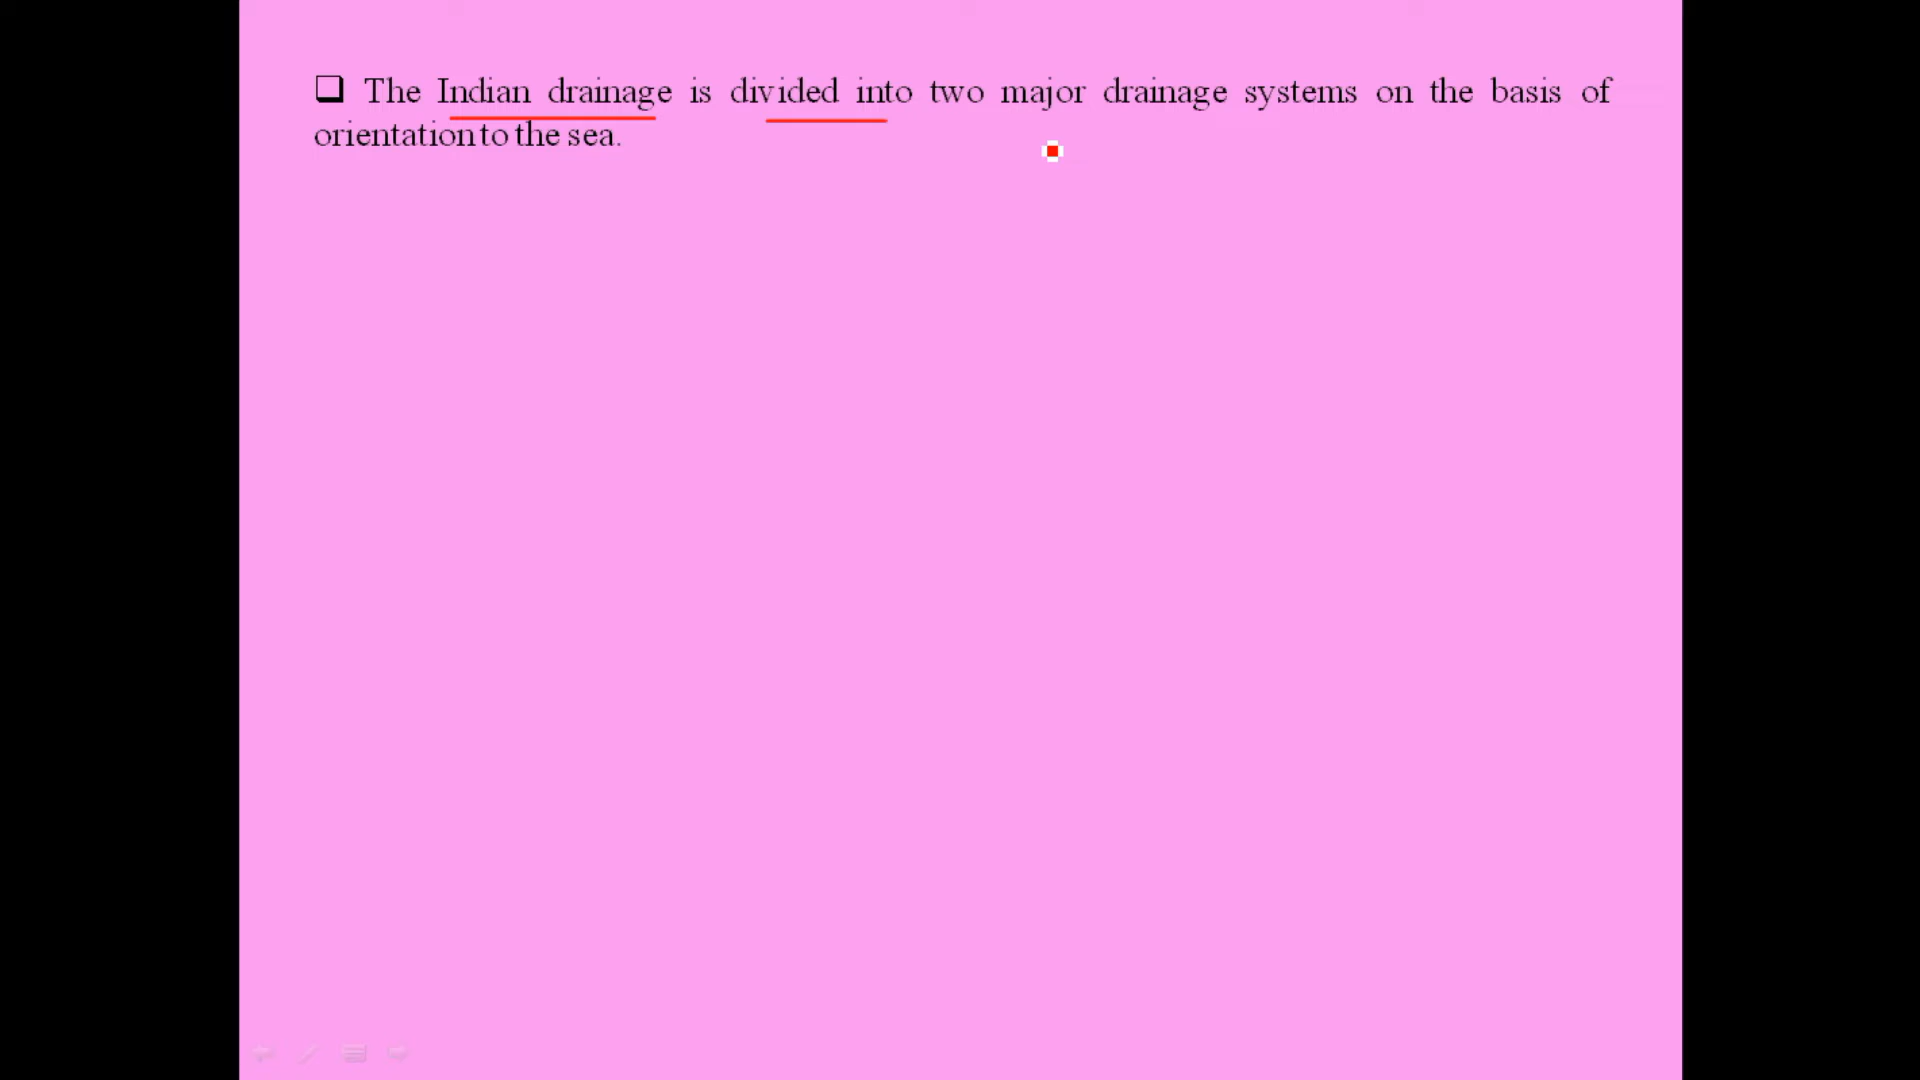 The Indian drainage is divided into two major drainage systems on the basis of
orientation to the sea.